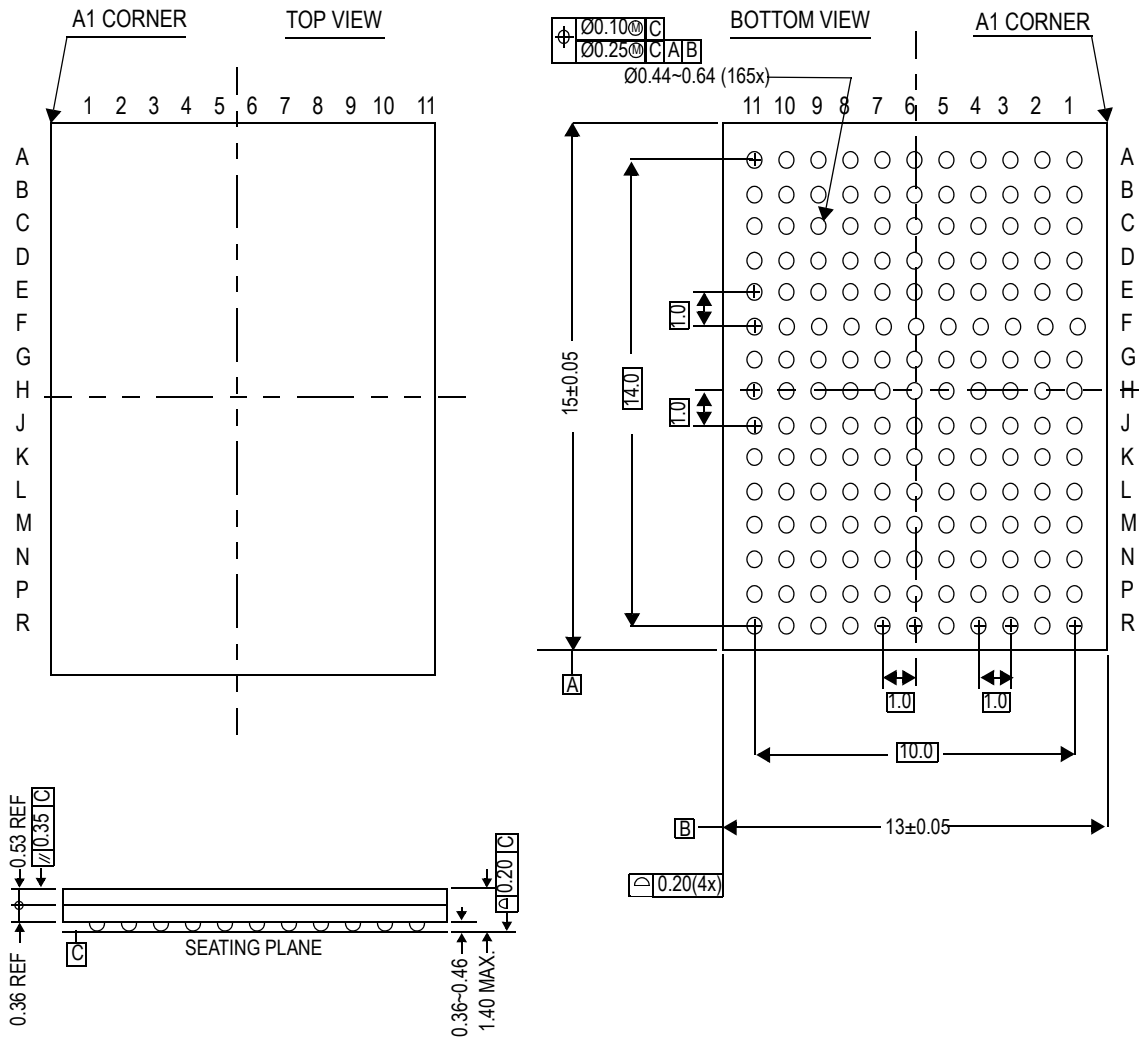 A1 CORNER
TOP VIEW
1 2 3 4 5 6 7 8 9 10 11
A
B
C
D
E
F
G
H
J
K
L
M
N
P
R
BOTTOM VIEW
A1 CORNER
⌖ Ø0.10Ⓜ C
Ø0.25Ⓜ C A B
Ø0.44~0.64 (165x)
11 10 9 8 7 6 5 4 3 2 1
A
B
C
D
E
F
G
H
J
K
L
M
N
P
R
1.0
1.0
14.0
15±0.05
A
1.0
1.0
10.0
B
13±0.05
⌓ 0.20(4x)
0.53 REF
// 0.35 C
⌓ 0.20 C
C
SEATING PLANE
0.36 REF
0.36~0.46
1.40 MAX.